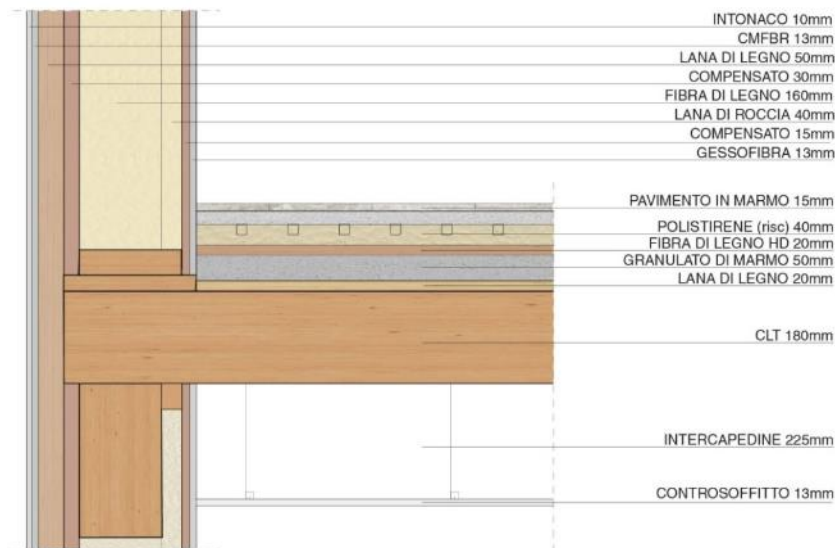 INTONACO 10mm
CMFBR 13mm
LANA DI LEGNO 50mm
COMPENSATO 30mm
FIBRA DI LEGNO 160mm
LANA DI ROCCIA 40mm
COMPENSATO 15mm
GESSOFIBRA 13mm
PAVIMENTO IN MARMO 15mm
POLISTIRENE (risc) 40mm
FIBRA DI LEGNO HD 20mm
GRANULATO DI MARMO 50mm
LANA DI LEGNO 20mm
CLT 180mm
INTERCAPEDINE 225mm
CONTROSOFFITTO 13mm